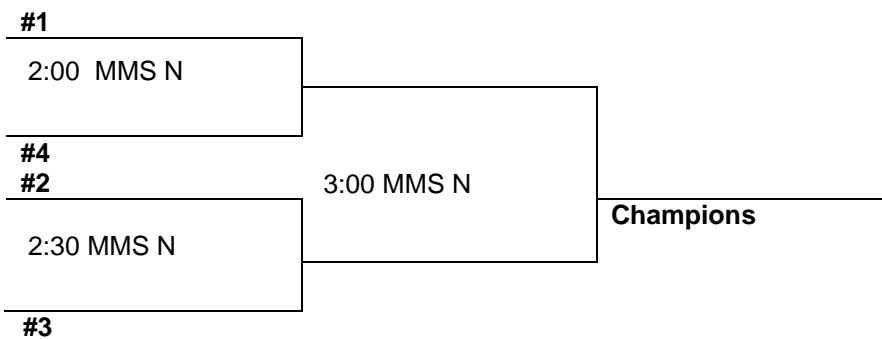 #1
2:00 MMS N
#4
#2
3:00 MMS N
Champions
2:30 MMS N
#3